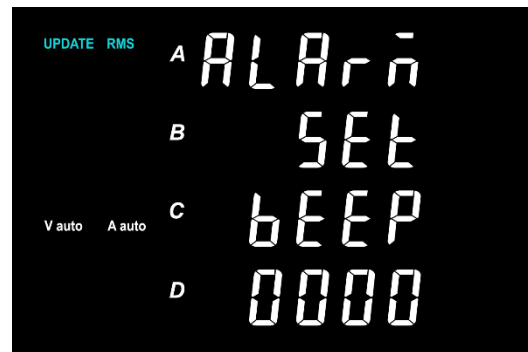 UPDATE RMS
A ALArm
B SEt
V auto A auto
C bEEP
D 0000